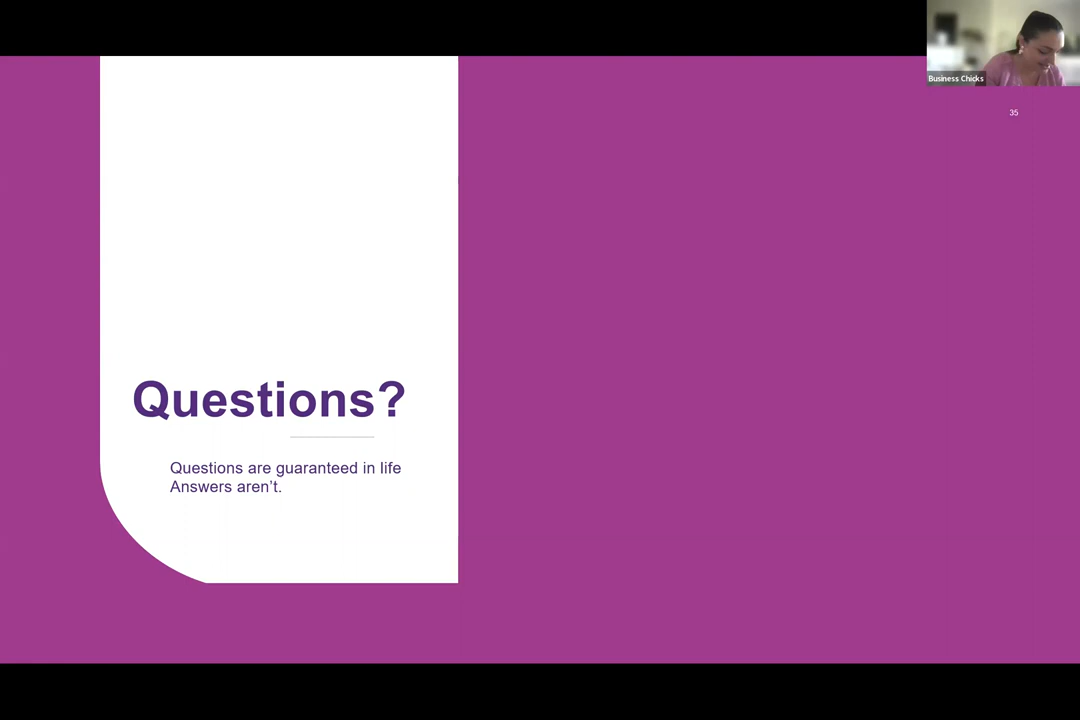 Business Chicks
35
Questions?
Questions are guaranteed in life
Answers aren’t.